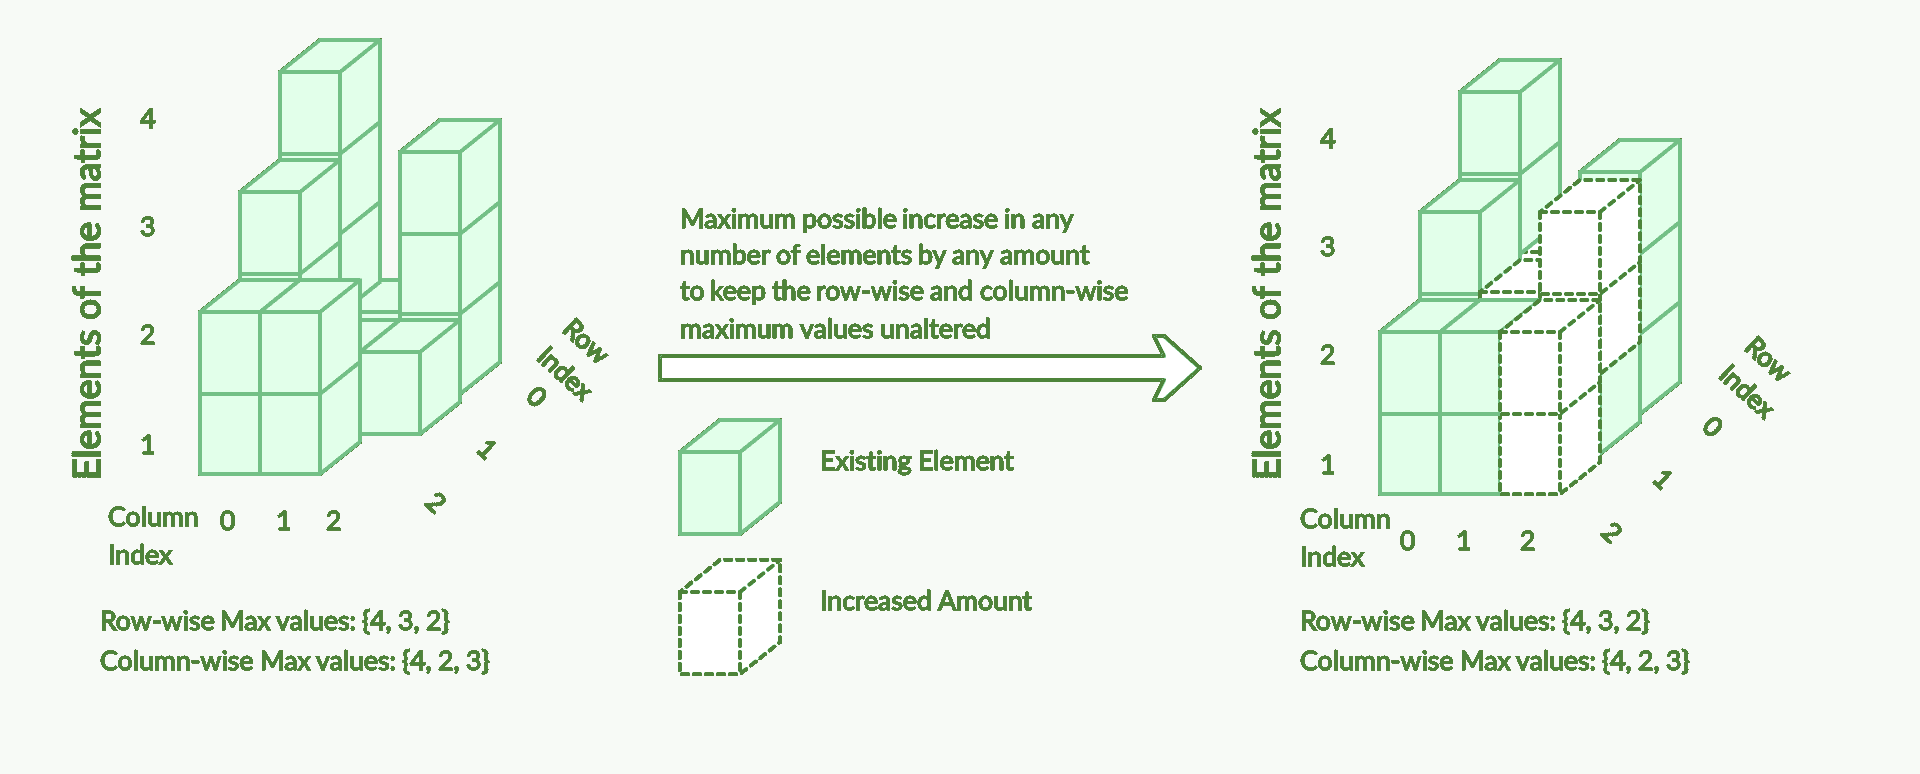 Elements of the matrix
4
3
2
1
Column
Index
0 1 2
2
1
0
Row
Index
Row-wise Max values: {4, 3, 2}
Column-wise Max values: {4, 2, 3}
Maximum possible increase in any
number of elements by any amount
to keep the row-wise and column-wise
maximum values unaltered
Existing Element
Increased Amount
Elements of the matrix
4
3
2
1
Column
Index
0 1 2
2
1
0
Row
Index
Row-wise Max values: {4, 3, 2}
Column-wise Max values: {4, 2, 3}